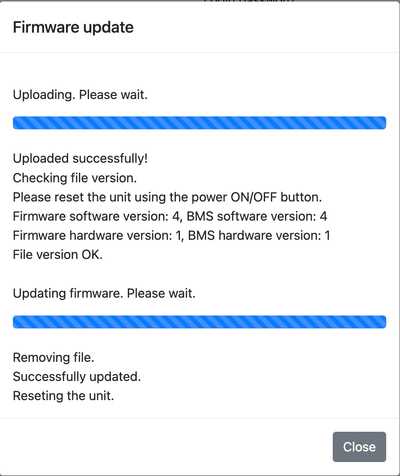 Firmware update
Uploading. Please wait.
Uploaded successfully!
Checking file version.
Please reset the unit using the power ON/OFF button.
Firmware software version: 4, BMS software version: 4
Firmware hardware version: 1, BMS hardware version: 1
File version OK.
Updating firmware. Please wait.
Removing file.
Successfully updated.
Reseting the unit.
Close